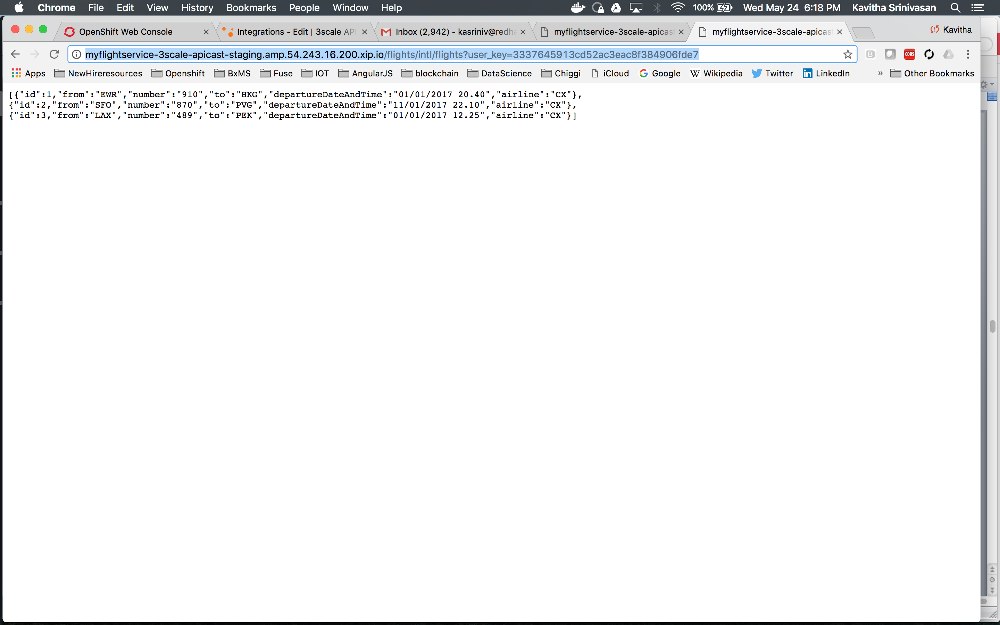 Chrome File Edit View History Bookmarks People Window Help 100% Wed May 24 6:18 PM Kavitha Srinivasan
OpenShift Web Console Integrations - Edit | 3scale API Inbox (2,942) - kasriniv@redha myflightservice-3scale-apicast myflightservice-3scale-apicast Kavitha
myflightservice-3scale-apicast-staging.amp.54.243.16.200.xip.io/flights/intl/flights?user_key=3337645913cd52ac3eac8f384906fde7 CORS
Apps NewHireresources Openshift BxMS Fuse IOT AngularJS blockchain DataScience Chiggi iCloud Google W Wikipedia Twitter in LinkedIn » Other Bookmarks
[{"id":1,"from":"EWR","number":"910","to":"HKG","departureDateAndTime":"01/01/2017 20.40","airline":"CX"},
{"id":2,"from":"SFO","number":"870","to":"PVG","departureDateAndTime":"11/01/2017 22.10","airline":"CX"},
{"id":3,"from":"LAX","number":"489","to":"PEK","departureDateAndTime":"01/01/2017 12.25","airline":"CX"}]